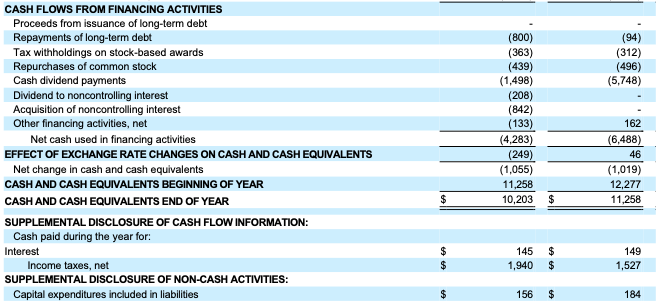 CASH FLOWS FROM FINANCING ACTIVITIES
Proceeds from issuance of long-term debt - -
Repayments of long-term debt (800) (94)
Tax withholdings on stock-based awards (363) (312)
Repurchases of common stock (439) (496)
Cash dividend payments (1,498) (5,748)
Dividend to noncontrolling interest (208) -
Acquisition of noncontrolling interest (842) -
Other financing activities, net (133) 162
Net cash used in financing activities (4,283) (6,488)
EFFECT OF EXCHANGE RATE CHANGES ON CASH AND CASH EQUIVALENTS (249) 46
Net change in cash and cash equivalents (1,055) (1,019)
CASH AND CASH EQUIVALENTS BEGINNING OF YEAR 11,258 12,277
CASH AND CASH EQUIVALENTS END OF YEAR $ 10,203 $ 11,258
SUPPLEMENTAL DISCLOSURE OF CASH FLOW INFORMATION:
Cash paid during the year for:
Interest $ 145 $ 149
Income taxes, net $ 1,940 $ 1,527
SUPPLEMENTAL DISCLOSURE OF NON-CASH ACTIVITIES:
Capital expenditures included in liabilities $ 156 $ 184